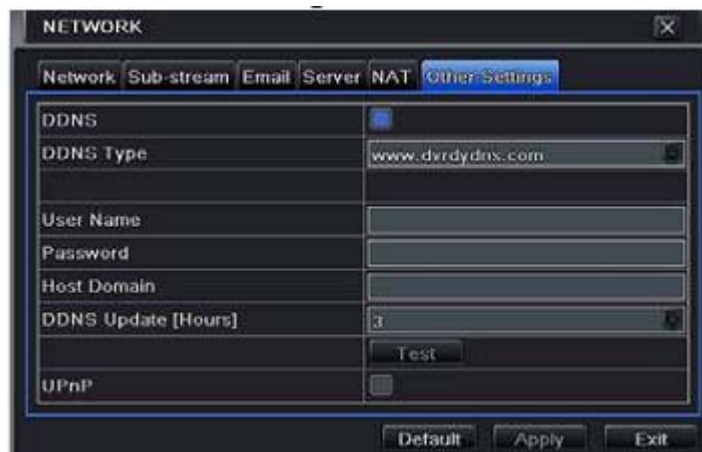 NETWORK
Network Sub-stream Email Server NAT Other Settings
DDNS
DDNS Type www.dvrdydns.com
User Name
Password
Host Domain
DDNS Update [Hours] 3
Test
UPnP
Default Apply Exit